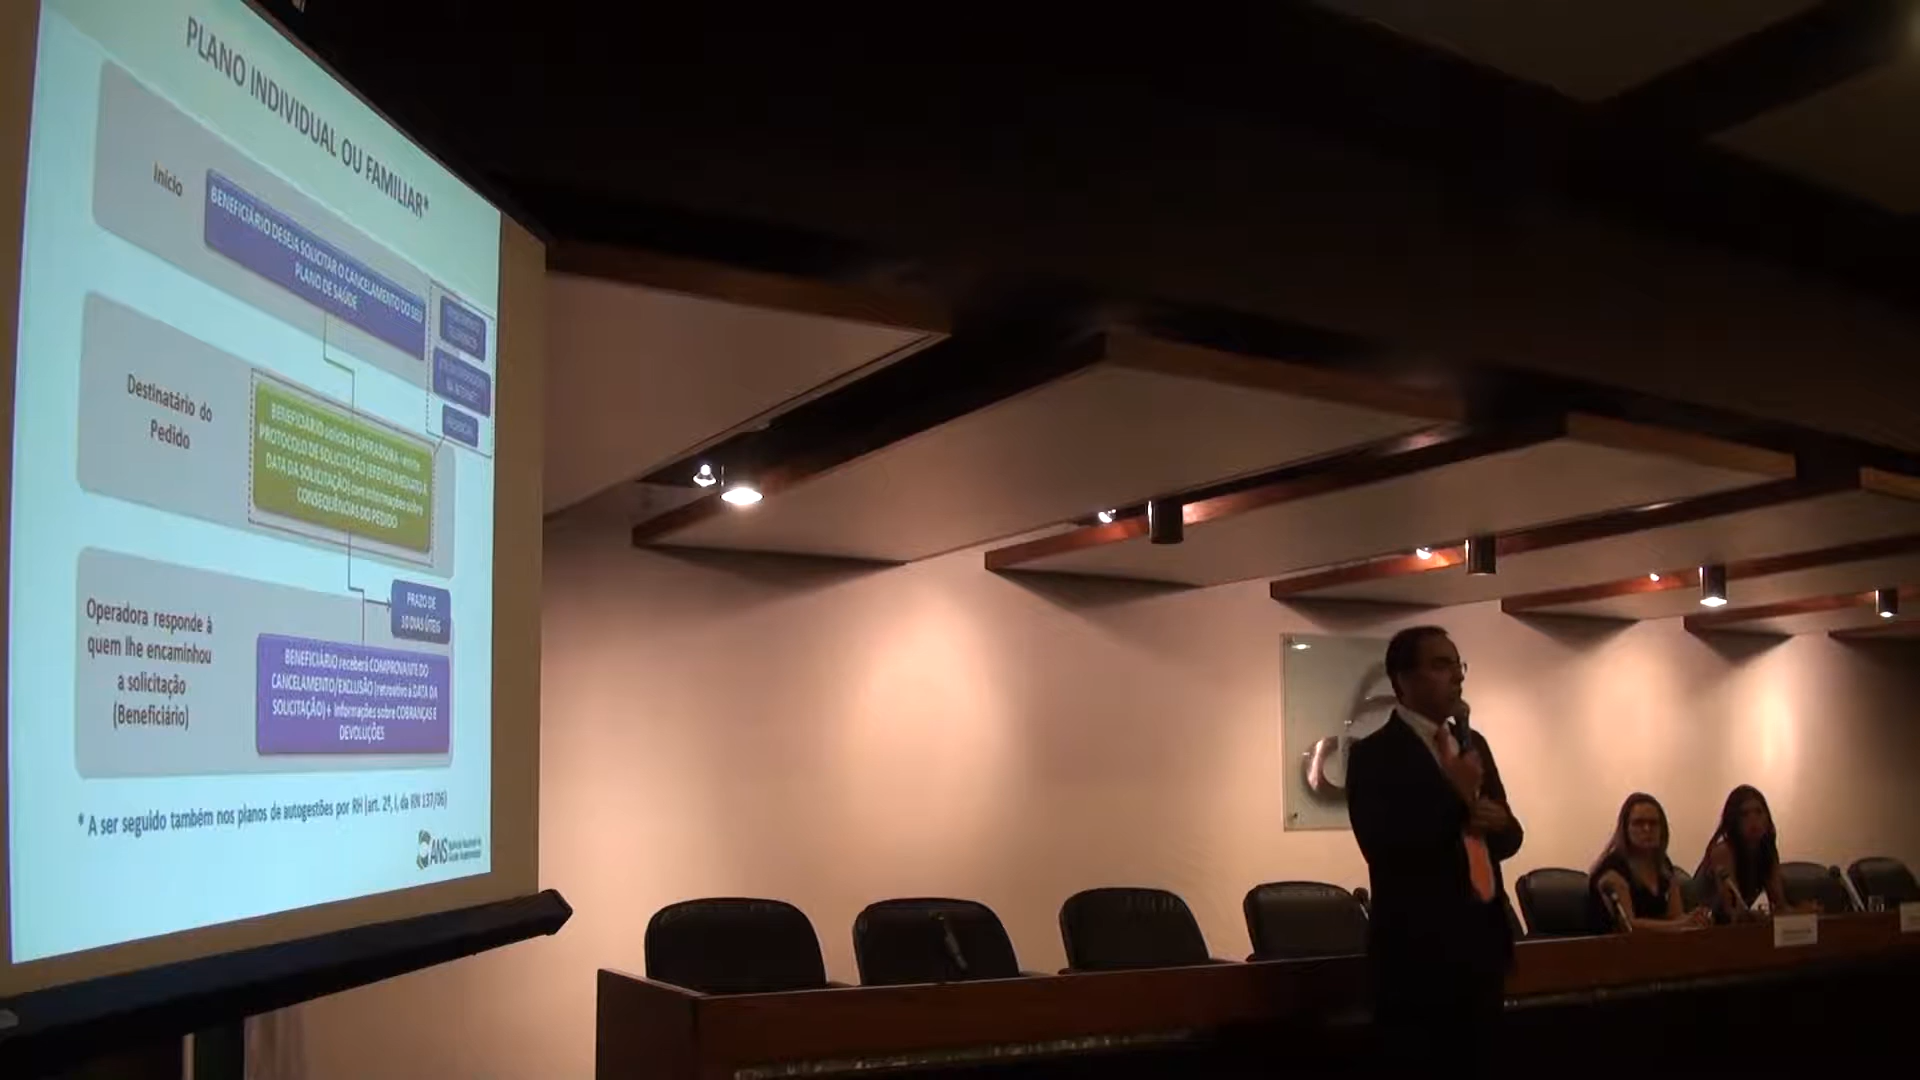 PLANO INDIVIDUAL OU FAMILIAR*
Início
BENEFICIÁRIO DESEJA SOLICITAR O CANCELAMENTO DO SEU
PLANO DE SAÚDE
Destinatário do
Pedido
BENEFICIÁRIO solicita à OPERADORA - emite
PROTOCOLO DE SOLICITAÇÃO (EFEITO IMEDIATO À
DATA DA SOLICITAÇÃO) com informações sobre
CONSEQUÊNCIAS DO PEDIDO
PRAZO DE
10 DIAS ÚTEIS
Operadora responde à
quem lhe encaminhou
a solicitação
(Beneficiário)
BENEFICIÁRIO receberá COMPROVANTE DO
CANCELAMENTO/EXCLUSÃO (retroativo à DATA DA
SOLICITAÇÃO) + Informações sobre COBRANÇAS E
DEVOLUÇÕES
* A ser seguido também nos planos de autogestões por RH (art. 2º, I, da RN 137/06)
ANS